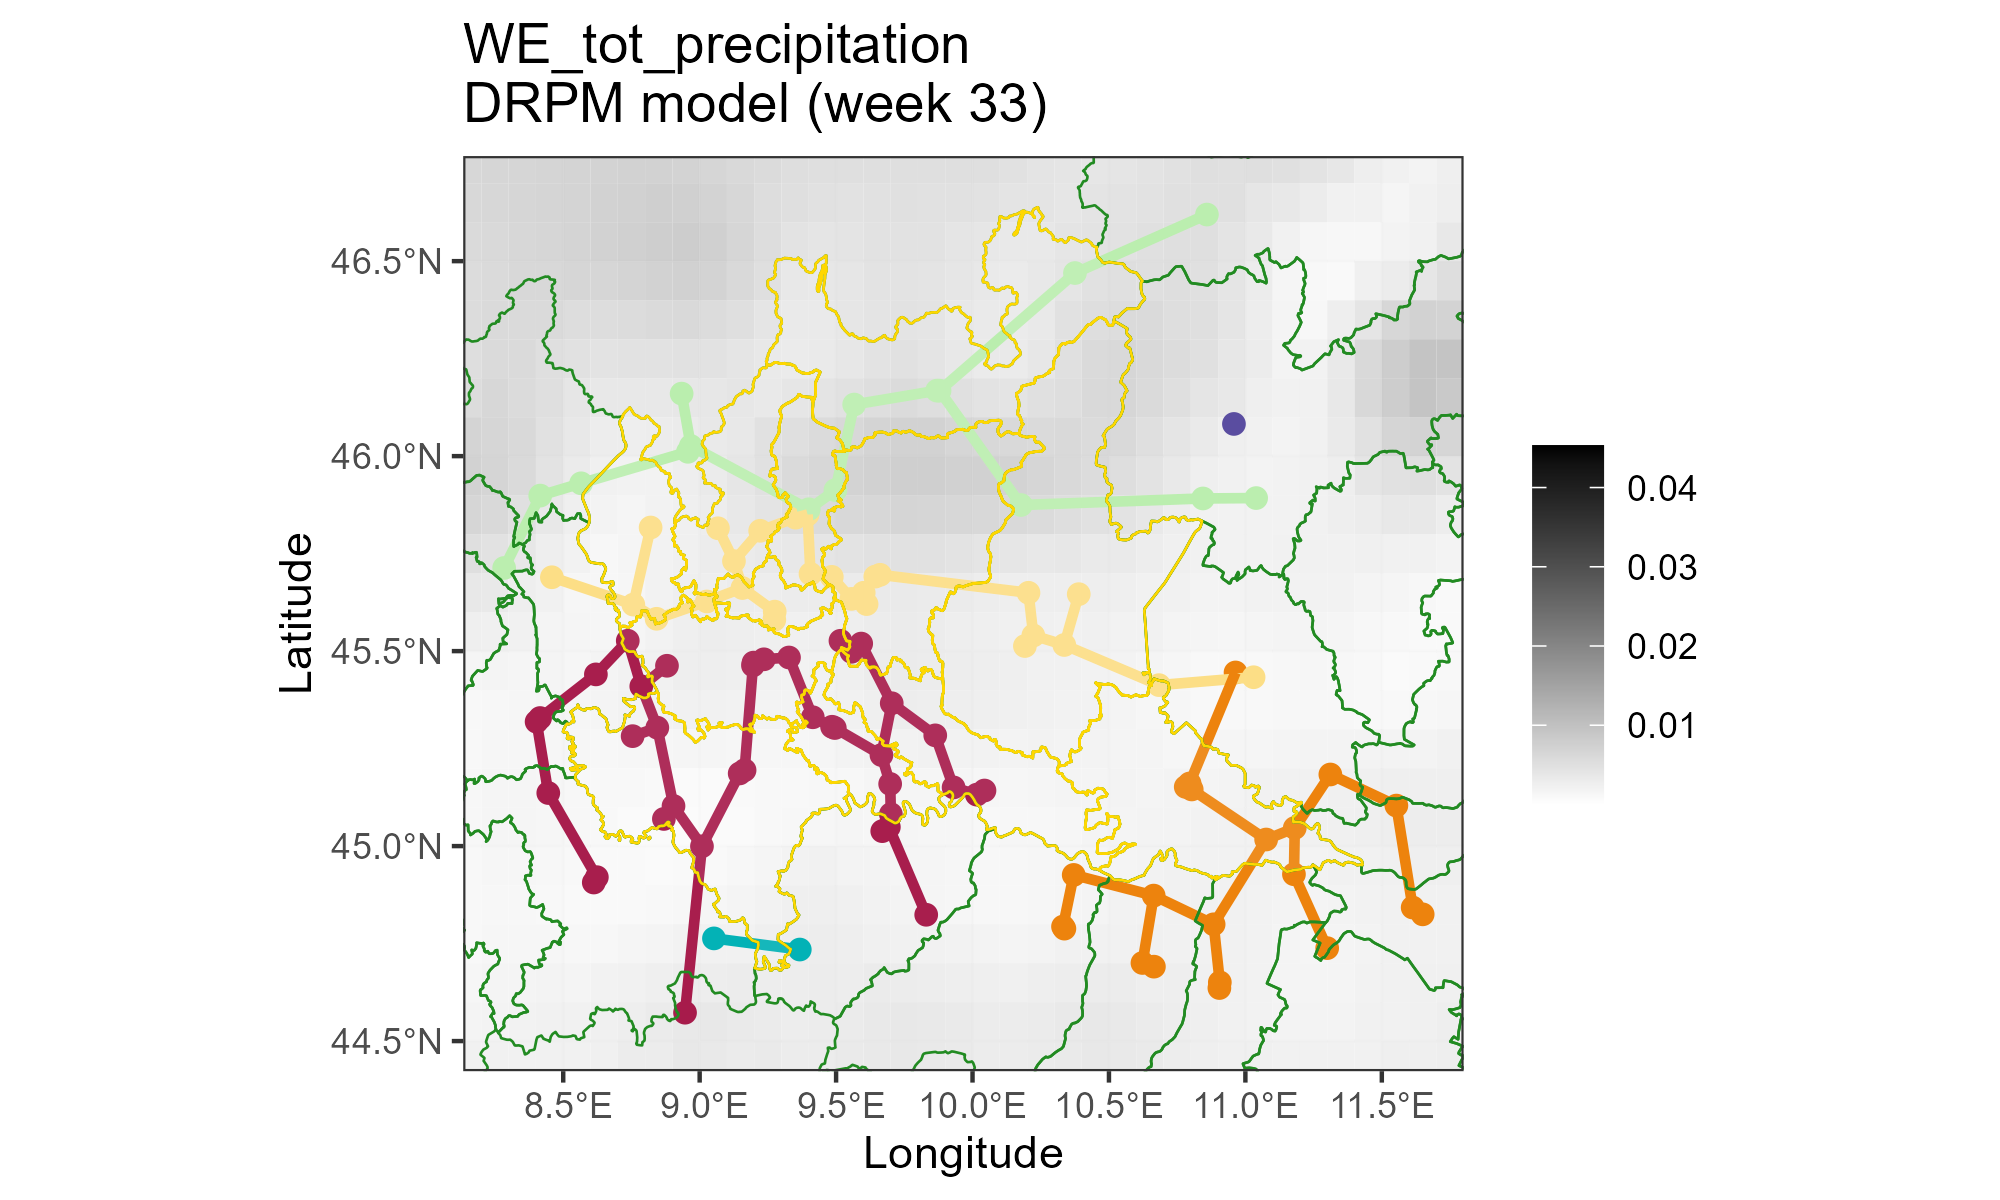 WE_tot_precipitation
DRPM model (week 33)
46.5°N
46.0°N
45.5°N
45.0°N
44.5°N
Latitude
8.5°E 9.0°E 9.5°E 10.0°E 10.5°E 11.0°E 11.5°E
Longitude
0.04
0.03
0.02
0.01